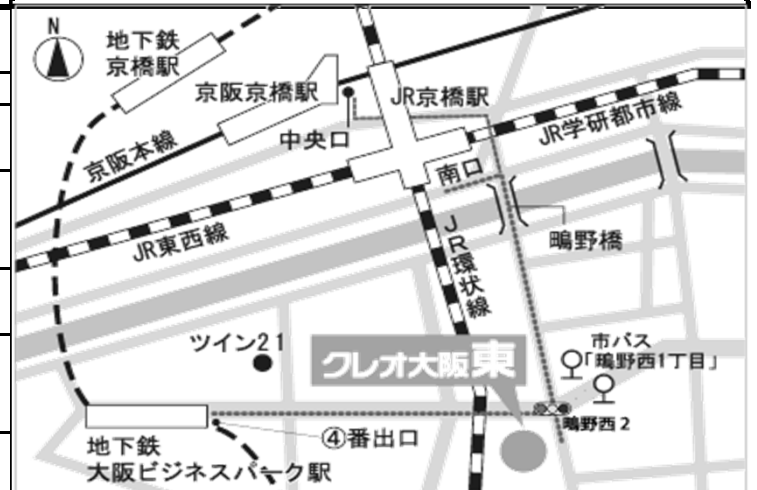 N
地下鉄
京橋駅
京阪京橋駅
JR京橋駅
中央口
JR学研都市線
京阪本線
南口
JR東西線
鴫野橋
JR環状線
ツイン21
市バス
「鴫野西1丁目」
クレオ大阪東
鴫野西2
④番出口
地下鉄
大阪ビジネスパーク駅